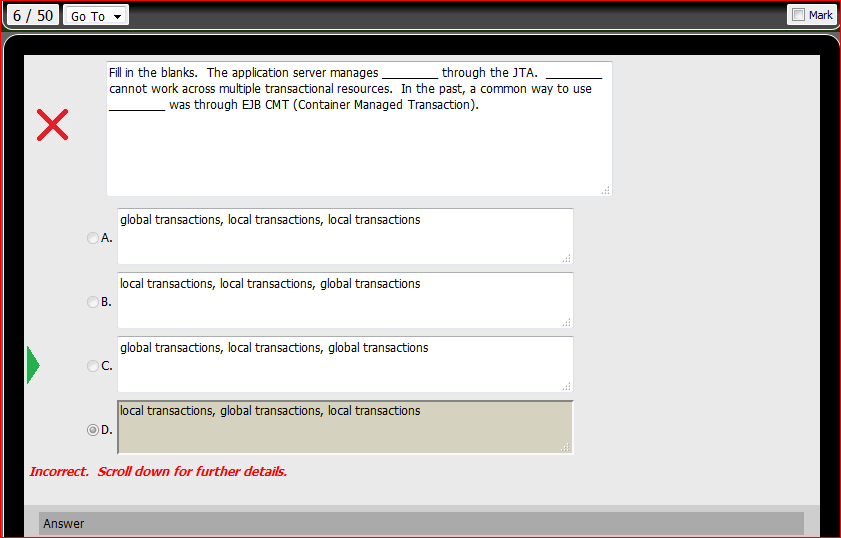 6 / 50 Go To Mark
Fill in the blanks. The application server manages _________ through the JTA. _________
cannot work across multiple transactional resources. In the past, a common way to use
_________ was through EJB CMT (Container Managed Transaction).
A. global transactions, local transactions, local transactions
B. local transactions, local transactions, global transactions
C. global transactions, local transactions, global transactions
D. local transactions, global transactions, local transactions
Incorrect. Scroll down for further details.
Answer